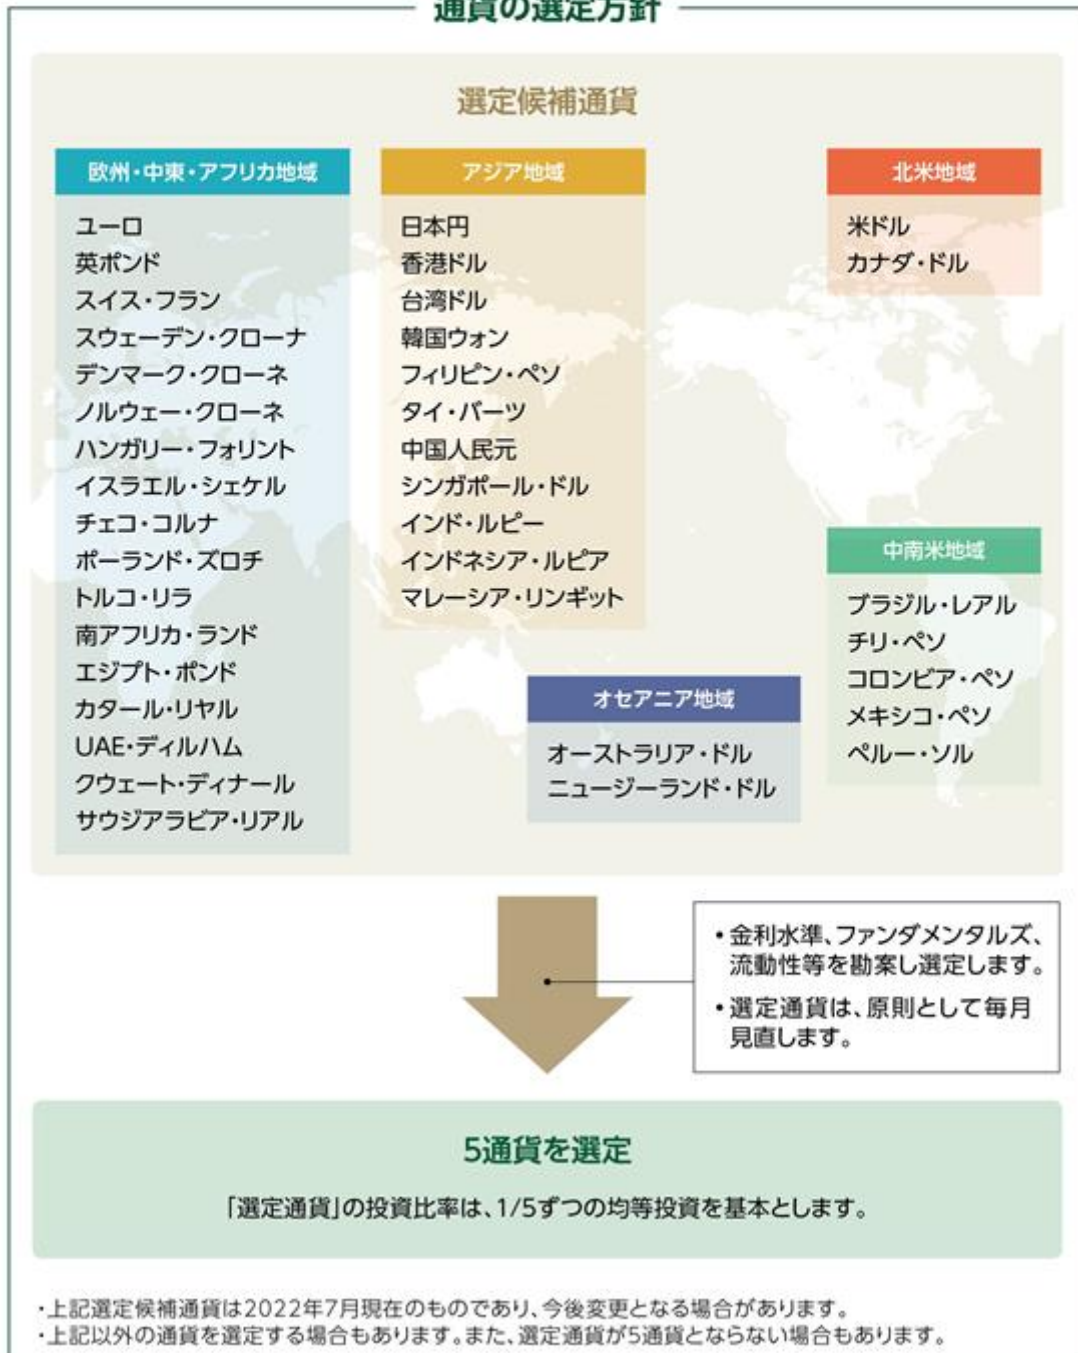 通貨の選定方針
選定候補通貨
欧州・中東・アフリカ地域
ユーロ
英ポンド
スイス・フラン
スウェーデン・クローナ
デンマーク・クローネ
ノルウェー・クローネ
ハンガリー・フォリント
イスラエル・シェケル
チェコ・コルナ
ポーランド・ズロチ
トルコ・リラ
南アフリカ・ランド
エジプト・ポンド
カタール・リヤル
UAE・ディルハム
クウェート・ディナール
サウジアラビア・リアル
アジア地域
日本円
香港ドル
台湾ドル
韓国ウォン
フィリピン・ペソ
タイ・バーツ
中国人民元
シンガポール・ドル
インド・ルピー
インドネシア・ルピア
マレーシア・リンギット
北米地域
米ドル
カナダ・ドル
中南米地域
ブラジル・レアル
チリ・ペソ
コロンビア・ペソ
メキシコ・ペソ
ペルー・ソル
オセアニア地域
オーストラリア・ドル
ニュージーランド・ドル
・金利水準、ファンダメンタルズ、
流動性等を勘案し選定します。
・選定通貨は、原則として毎月
見直します。
5通貨を選定
「選定通貨」の投資比率は、1/5ずつの均等投資を基本とします。
・上記選定候補通貨は2022年7月現在のものであり、今後変更となる場合があります。
・上記以外の通貨を選定する場合もあります。また、選定通貨が5通貨とならない場合もあります。